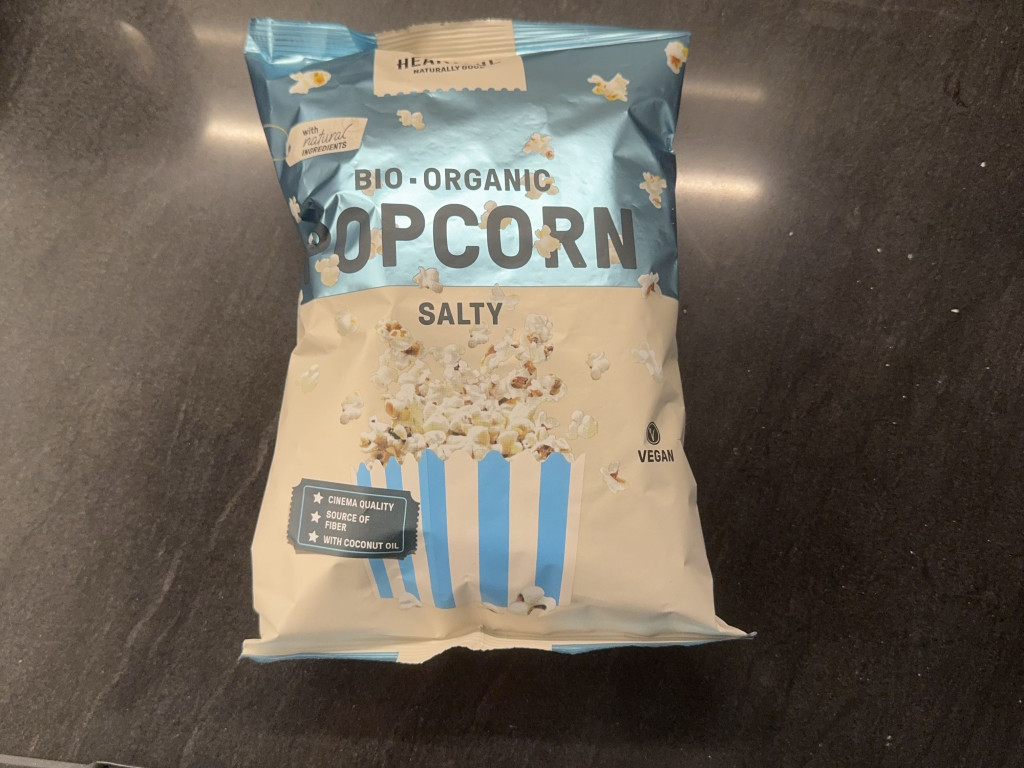 NATURALLY GOOD
with
natural
INGREDIENTS
BIO-ORGANIC
POPCORN
SALTY
VEGAN
CINEMA QUALITY
SOURCE OF
FIBER
WITH COCONUT OIL